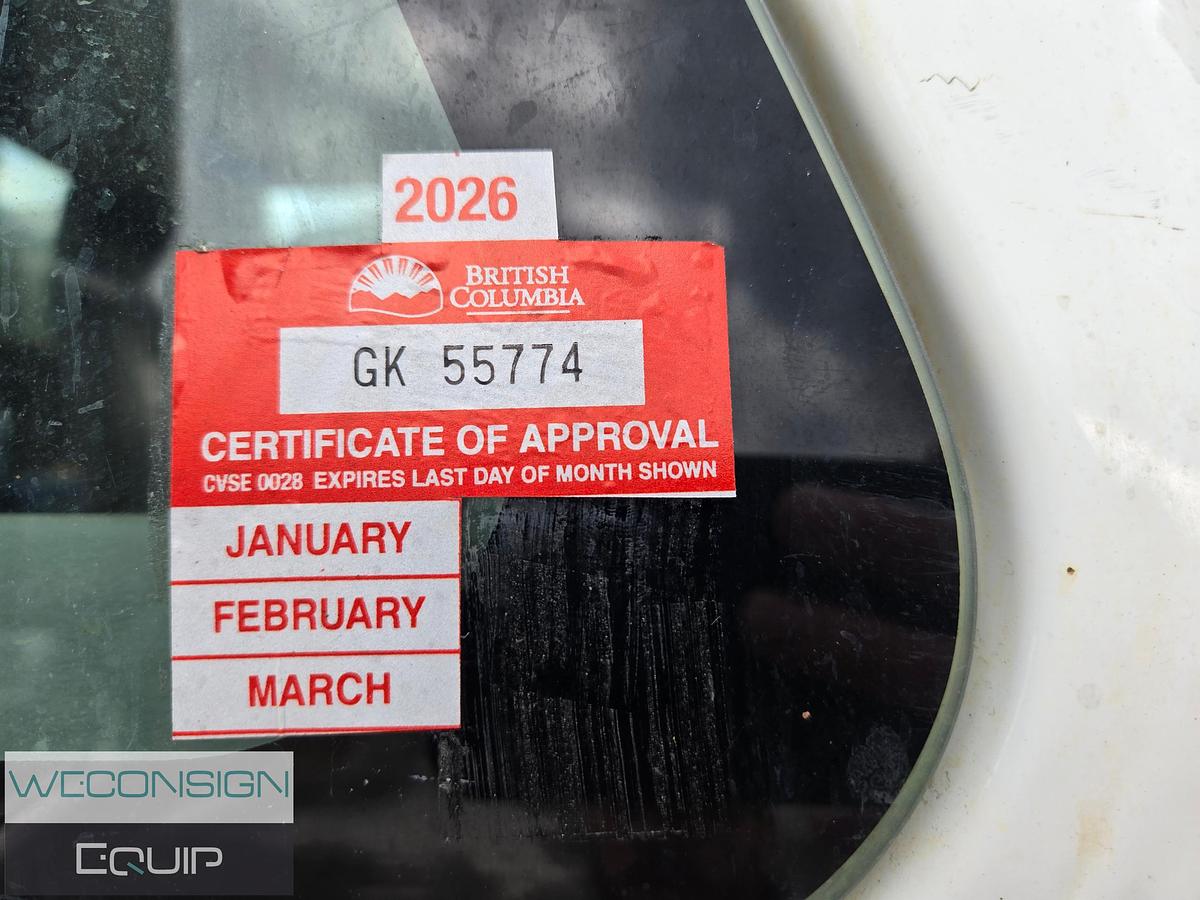 2026
BRITISH
COLUMBIA
GK 55774
CERTIFICATE OF APPROVAL
CVSE 0028 EXPIRES LAST DAY OF MONTH SHOWN
JANUARY
FEBRUARY
MARCH
WECONSIGN
EQUIP